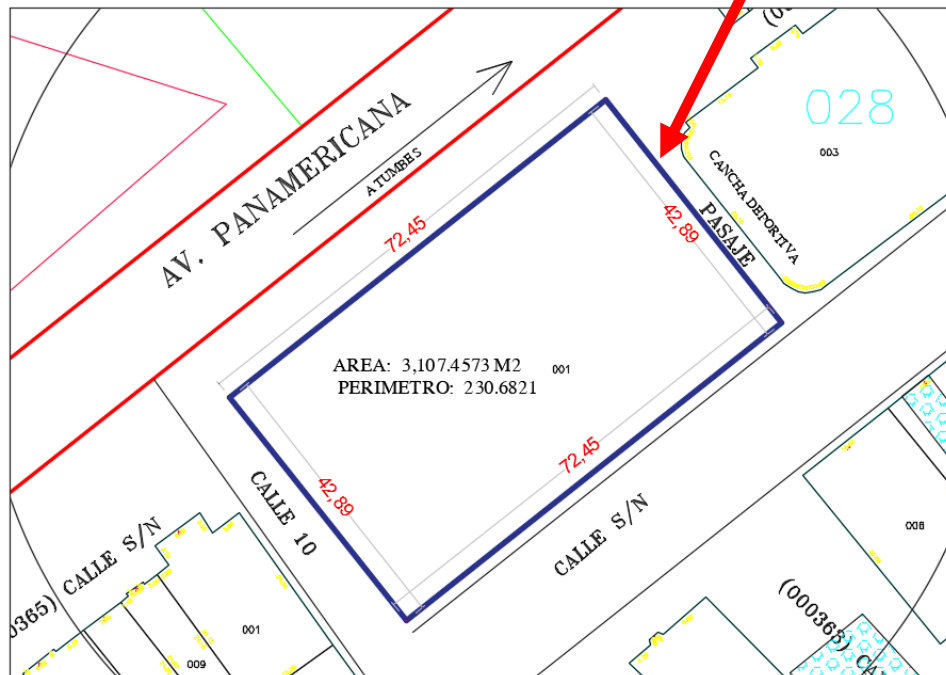 028
003
AV. PANAMERICANA
A TUMBES
CANCHA DEPORTIVA
PASAJE
72,45
42,89
AREA: 3,107.4573 M2
001
PERIMETRO: 230.6821
72,45
42,89
CALLE 10
CALLE S/N
CALLE S/N
008
001
009